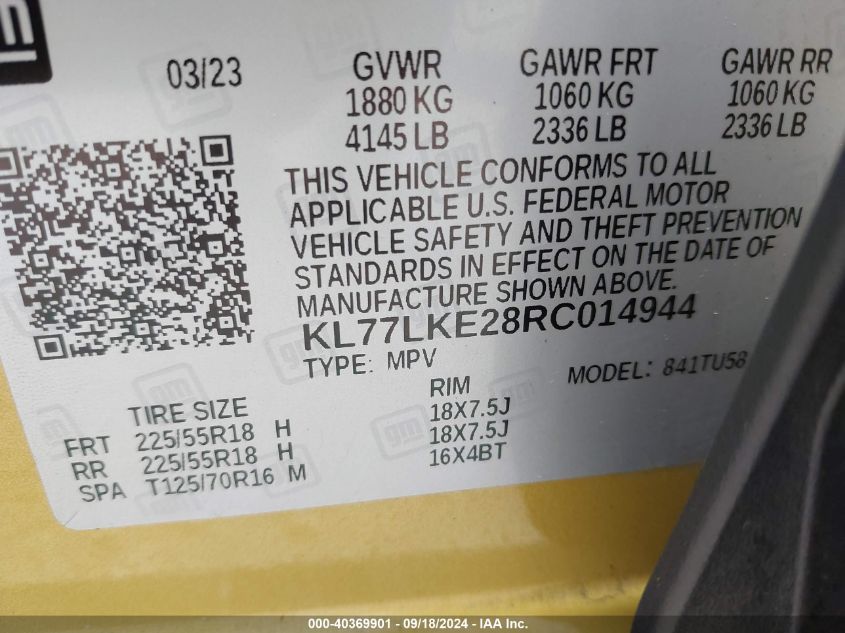 gm
03/23
GVWR GAWR FRT GAWR RR
1880 KG 1060 KG 1060 KG
4145 LB 2336 LB 2336 LB
THIS VEHICLE CONFORMS TO ALL
APPLICABLE U.S. FEDERAL MOTOR
VEHICLE SAFETY AND THEFT PREVENTION
STANDARDS IN EFFECT ON THE DATE OF
MANUFACTURE SHOWN ABOVE.
KL77LKE28RC014944
TYPE: MPV MODEL: 841TU58
TIRE SIZE RIM
FRT 225/55R18 H 18X7.5J
RR 225/55R18 H 18X7.5J
SPA T125/70R16 M 16X4BT
000-40369901 - 09/18/2024 - IAA Inc.